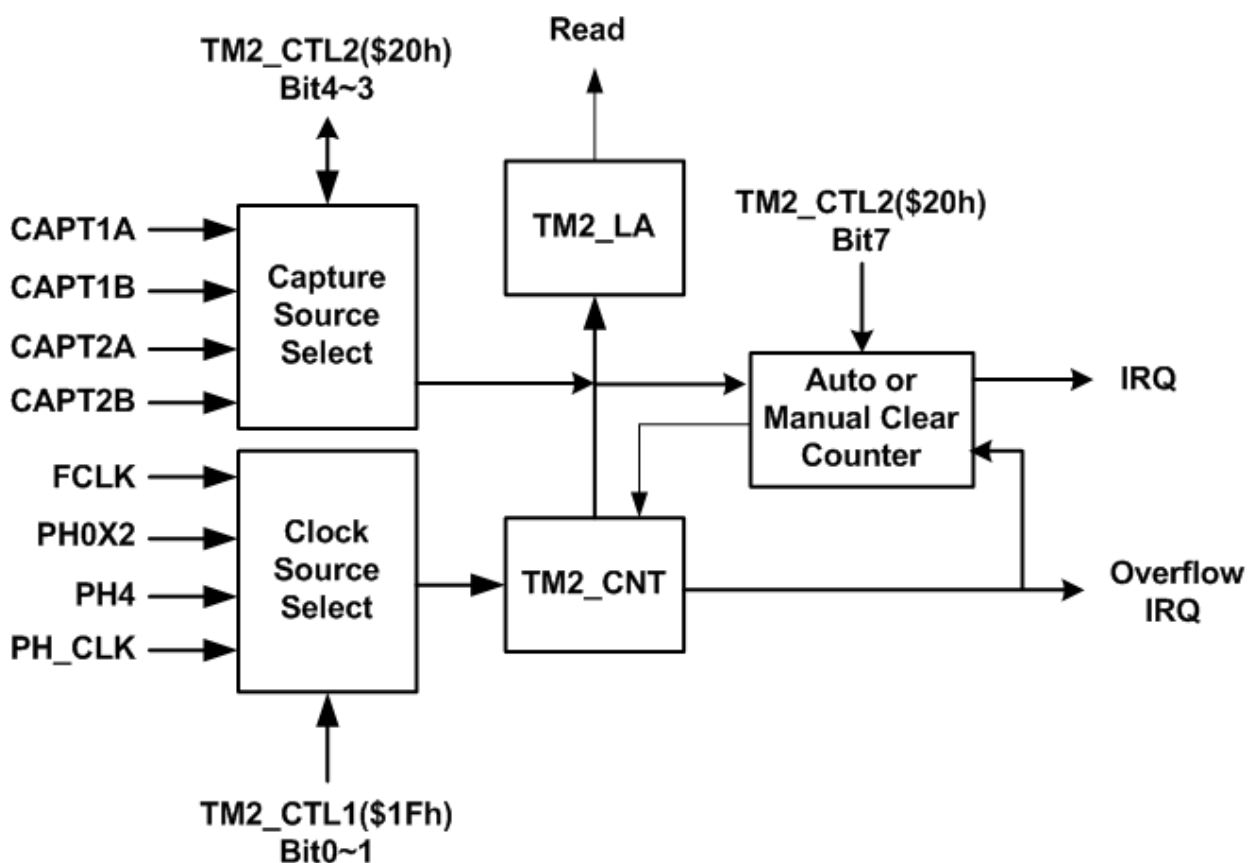 Read
TM2_CTL2($20h)
Bit4~3
TM2_LA
TM2_CTL2($20h)
Bit7
CAPT1A
CAPT1B
CAPT2A
CAPT2B
Capture
Source
Select
Auto or
Manual Clear
Counter
IRQ
FCLK
PH0X2
PH4
PH_CLK
Clock
Source
Select
TM2_CNT
Overflow
IRQ
TM2_CTL1($1Fh)
Bit0~1